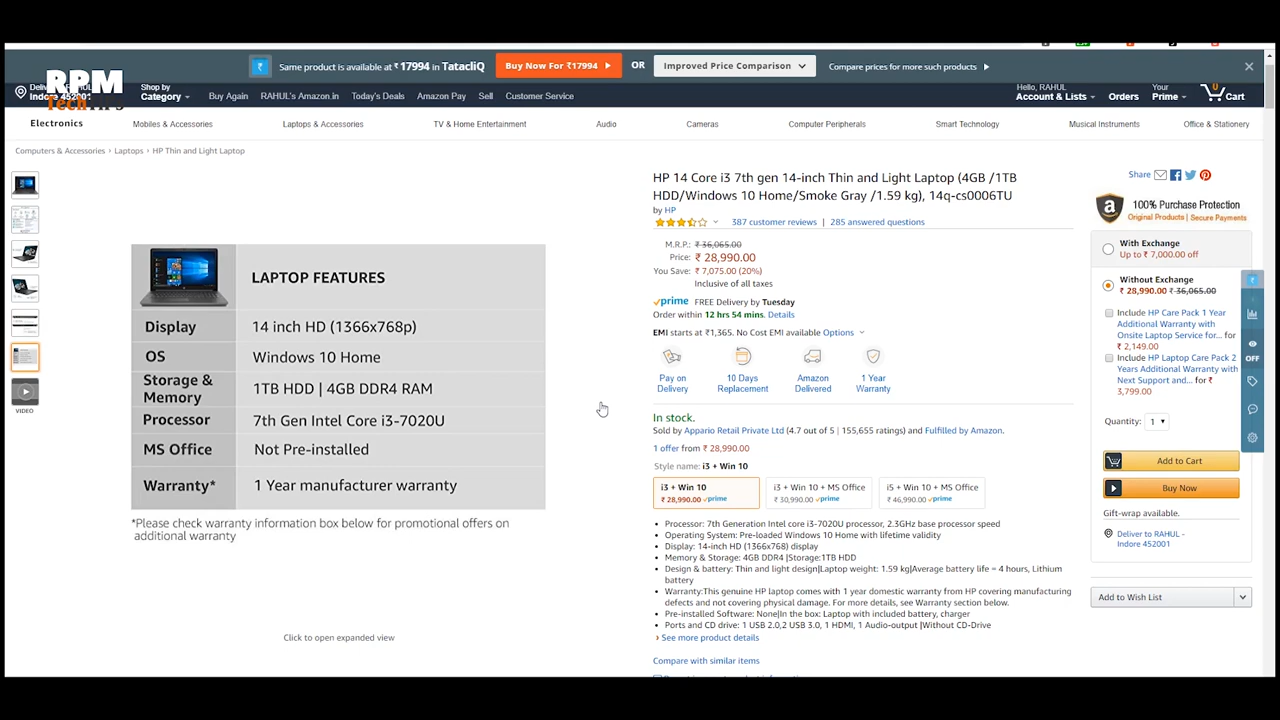 Same product is available at ₹ 17994 in TatacliQ
Buy Now For ₹17994
OR
Improved Price Comparison
Compare prices for more such products
RPM
TechTIPS
Indore 452001
Shop by
Category
Buy Again
RAHUL's Amazon.in
Today's Deals
Amazon Pay
Sell
Customer Service
Hello, RAHUL
Account & Lists
Orders
Your
Prime
0
Cart
Electronics
Mobiles & Accessories
Laptops & Accessories
TV & Home Entertainment
Audio
Cameras
Computer Peripherals
Smart Technology
Musical Instruments
Office & Stationery
Computers & Accessories › Laptops › HP Thin and Light Laptop
VIDEO
LAPTOP FEATURES
Display 14 inch HD (1366x768p)
OS Windows 10 Home
Storage & Memory 1TB HDD | 4GB DDR4 RAM
Processor 7th Gen Intel Core i3-7020U
MS Office Not Pre-installed
Warranty* 1 Year manufacturer warranty
*Please check warranty information box below for promotional offers on
additional warranty
Click to open expanded view
HP 14 Core i3 7th gen 14-inch Thin and Light Laptop (4GB /1TB
HDD/Windows 10 Home/Smoke Gray /1.59 kg), 14q-cs0006TU
by HP
387 customer reviews | 285 answered questions
M.R.P.: ₹ 36,065.00
Price: ₹ 28,990.00
You Save: ₹ 7,075.00 (20%)
Inclusive of all taxes
prime FREE Delivery by Tuesday
Order within 12 hrs 54 mins. Details
EMI starts at ₹1,365. No Cost EMI available Options
Pay on
Delivery
10 Days
Replacement
Amazon
Delivered
1 Year
Warranty
In stock.
Sold by Appario Retail Private Ltd (4.7 out of 5 | 155,655 ratings) and Fulfilled by Amazon.
1 offer from ₹ 28,990.00
Style name: i3 + Win 10
i3 + Win 10
₹ 28,990.00 prime
i3 + Win 10 + MS Office
₹ 30,990.00 prime
i5 + Win 10 + MS Office
₹ 46,990.00 prime
• Processor: 7th Generation Intel core i3-7020U processor, 2.3GHz base processor speed
• Operating System: Pre-loaded Windows 10 Home with lifetime validity
• Display: 14-inch HD (1366x768) display
• Memory & Storage: 4GB DDR4 |Storage:1TB HDD
• Design & battery: Thin and light design|Laptop weight: 1.59 kg|Average battery life = 4 hours, Lithium
battery
• Warranty:This genuine HP laptop comes with 1 year domestic warranty from HP covering manufacturing
defects and not covering physical damage. For more details, see Warranty section below.
• Pre-installed Software: None|In the box: Laptop with included battery, charger
• Ports and CD drive: 1 USB 2.0,2 USB 3.0, 1 HDMI, 1 Audio-output |Without CD-Drive
› See more product details
Compare with similar items
Share
100% Purchase Protection
Original Products | Secure Payments
With Exchange
Up to ₹ 7,000.00 off
Without Exchange
₹ 28,990.00 ₹ 36,065.00
Include HP Care Pack 1 Year
Additional Warranty with
Onsite Laptop Service for... for
₹ 2,149.00
Include HP Laptop Care Pack 2
Years Additional Warranty with
Next Support and... for ₹
3,799.00
OFF
Quantity: 1
Add to Cart
Buy Now
Gift-wrap available.
Deliver to RAHUL -
Indore 452001
Add to Wish List